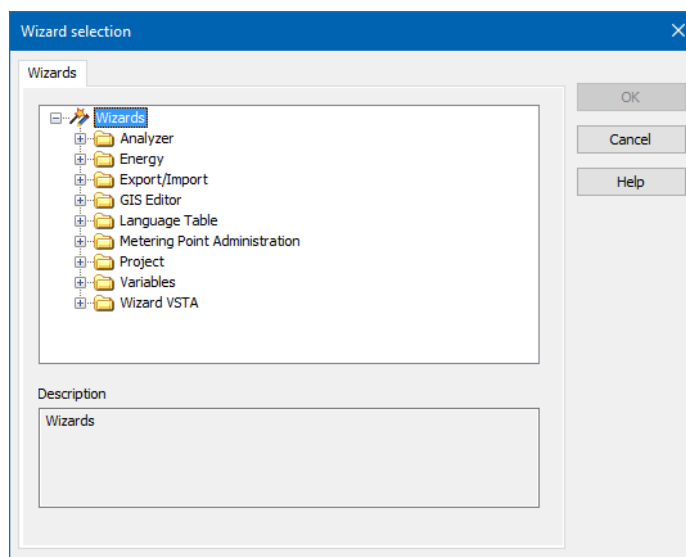 Wizard selection
Wizards
Wizards
Analyzer
Energy
Export/Import
GIS Editor
Language Table
Metering Point Administration
Project
Variables
Wizard VSTA
OK
Cancel
Help
Description
Wizards